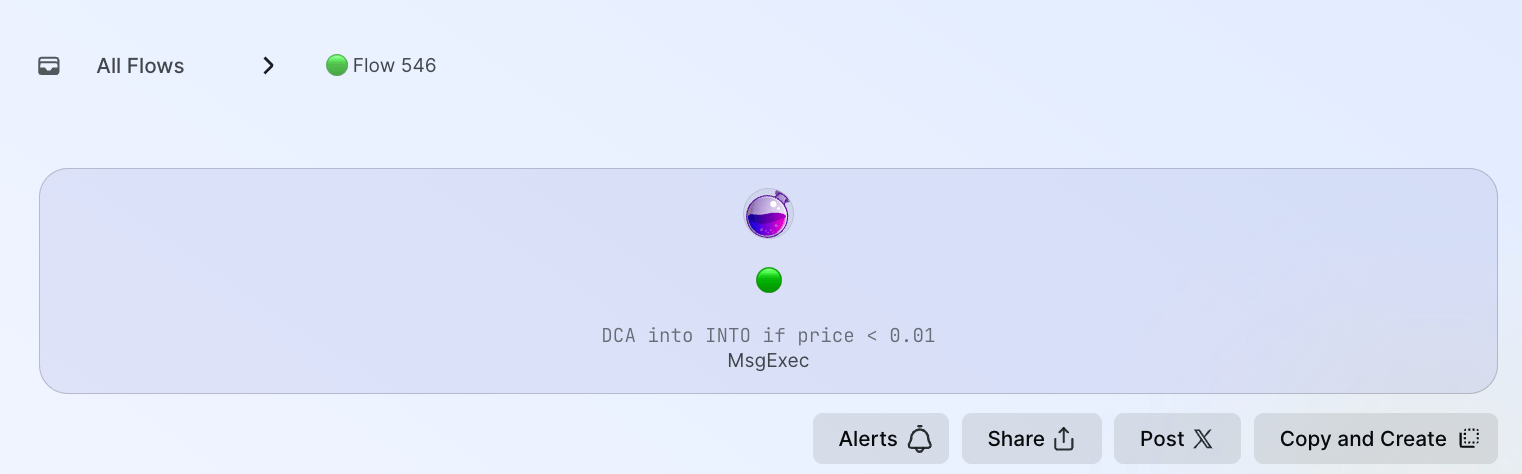 All Flows
Flow 546
DCA into INTO if price < 0.01
MsgExec
Alerts
Share
Post
Copy and Create